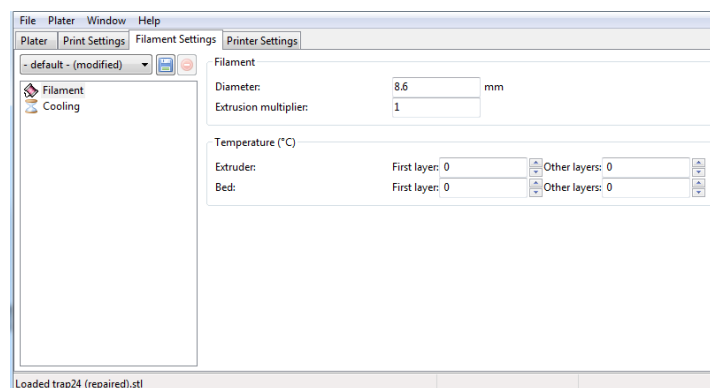 File Plater Window Help
Plater Print Settings Filament Settings Printer Settings
- default - (modified)
Filament
Cooling
Filament
Diameter: 8.6 mm
Extrusion multiplier: 1
Temperature (°C)
Extruder: First layer: 0 Other layers: 0
Bed: First layer: 0 Other layers: 0
Loaded trap24 (repaired).stl